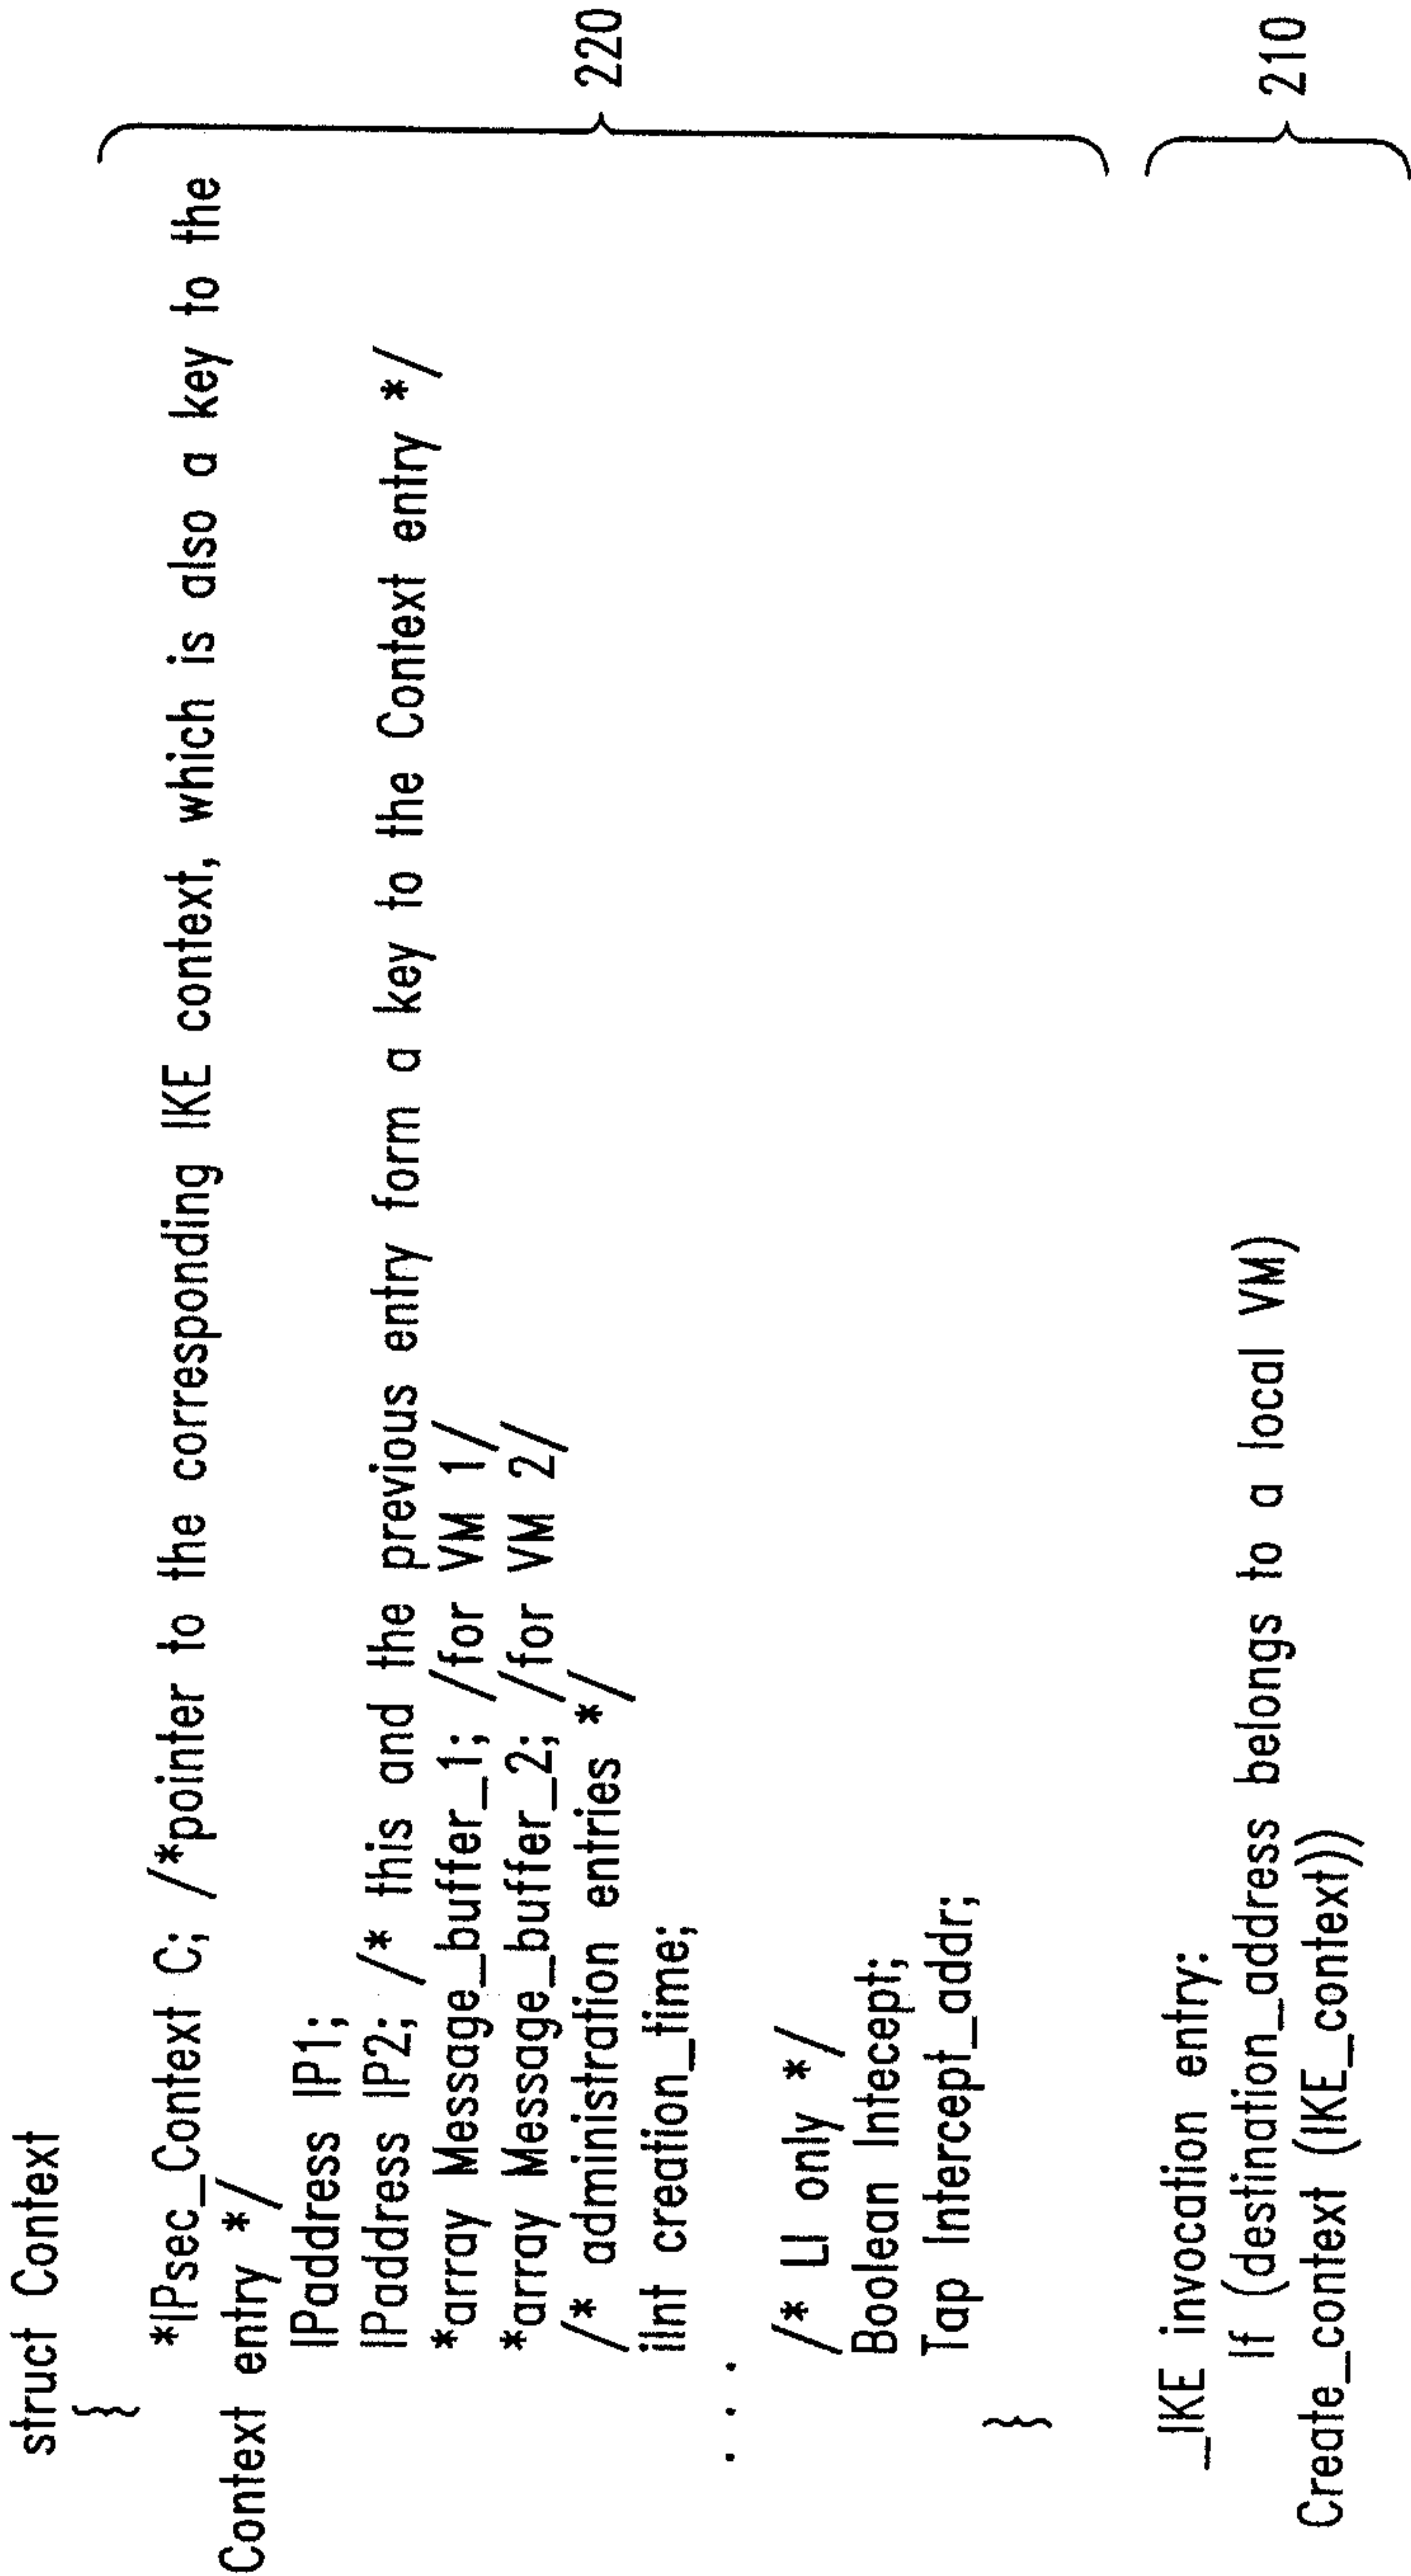 struct Context
{
*IPsec_Context C; /*pointer to the corresponding IKE context, which is also a key to the
Context entry */
IPaddress IP1;
IPaddress IP2; /* this and the previous entry form a key to the Context entry */
*array Message_buffer_1; /for VM 1/
*array Message_buffer_2; /for VM 2/
/* administration entries */
iInt creation_time;
. . .
/* LI only */
Boolean Intecept;
Tap Intercept_addr;
}
220
_IKE invocation entry:
If (destination_address belongs to a local VM)
Create_context (IKE_context))
210